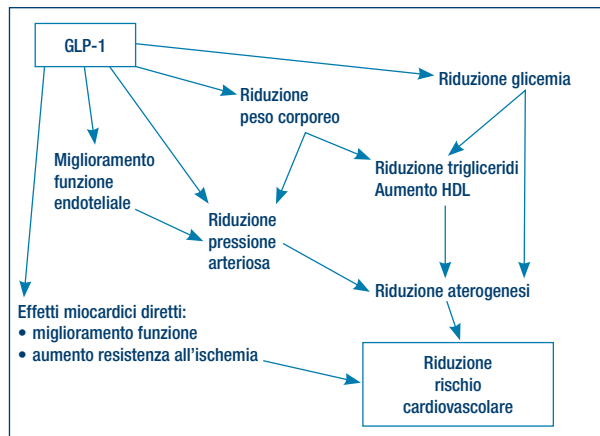 GLP-1
Riduzione glicemia
Riduzione
peso corporeo
Miglioramento
funzione
endoteliale
Riduzione trigliceridi
Aumento HDL
Riduzione
pressione
arteriosa
Riduzione aterogenesi
Effetti miocardici diretti:
• miglioramento funzione
• aumento resistenza all'ischemia
Riduzione
rischio
cardiovascolare